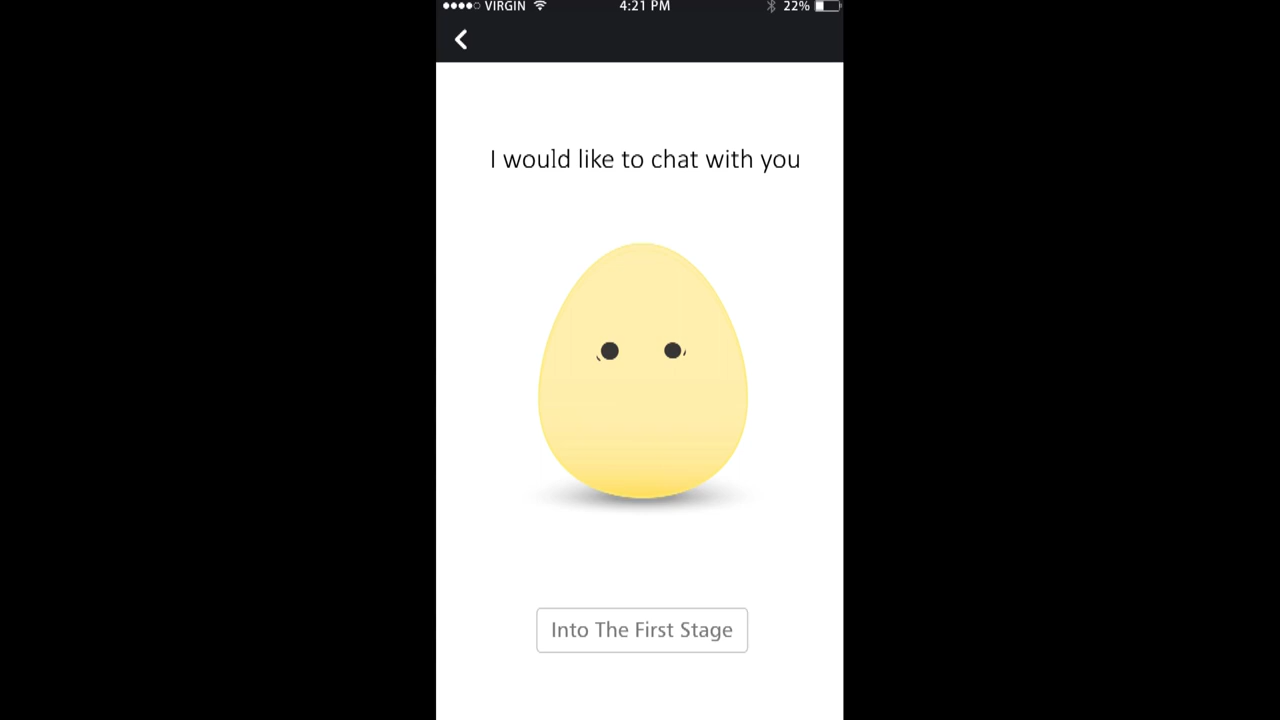 VIRGIN 4:21 PM 22%
I would like to chat with you
Into The First Stage